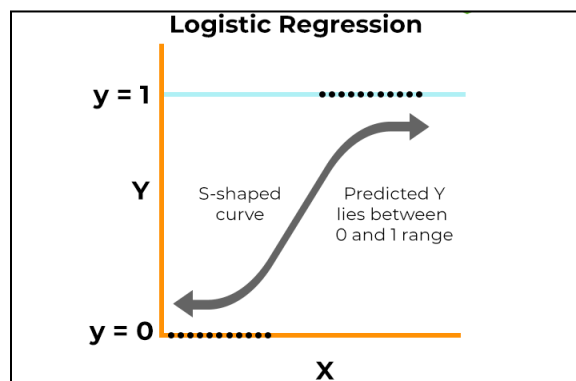 Logistic Regression
y = 1
Y
S-shaped
curve
Predicted Y
lies between
0 and 1 range
y = 0
X